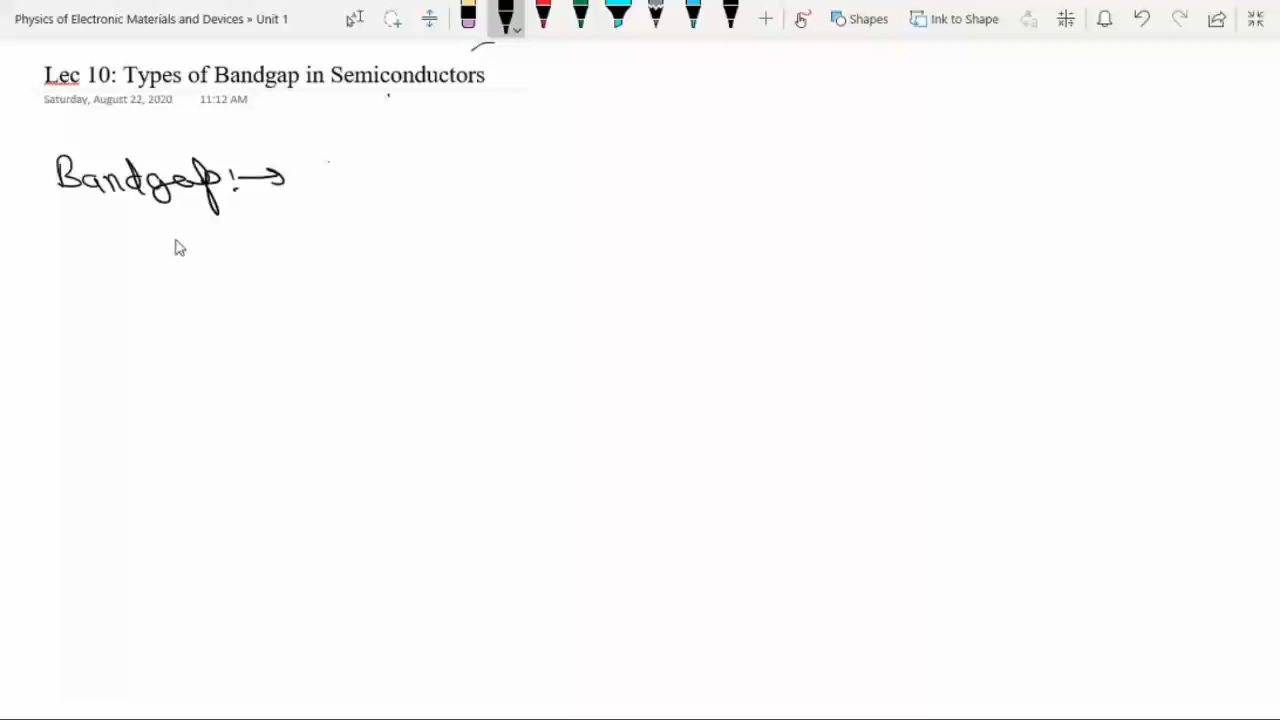 Physics of Electronic Materials and Devices » Unit 1
Shapes
Ink to Shape
Lec 10: Types of Bandgap in Semiconductors
Saturday, August 22, 2020 11:12 AM
Bandgap:→